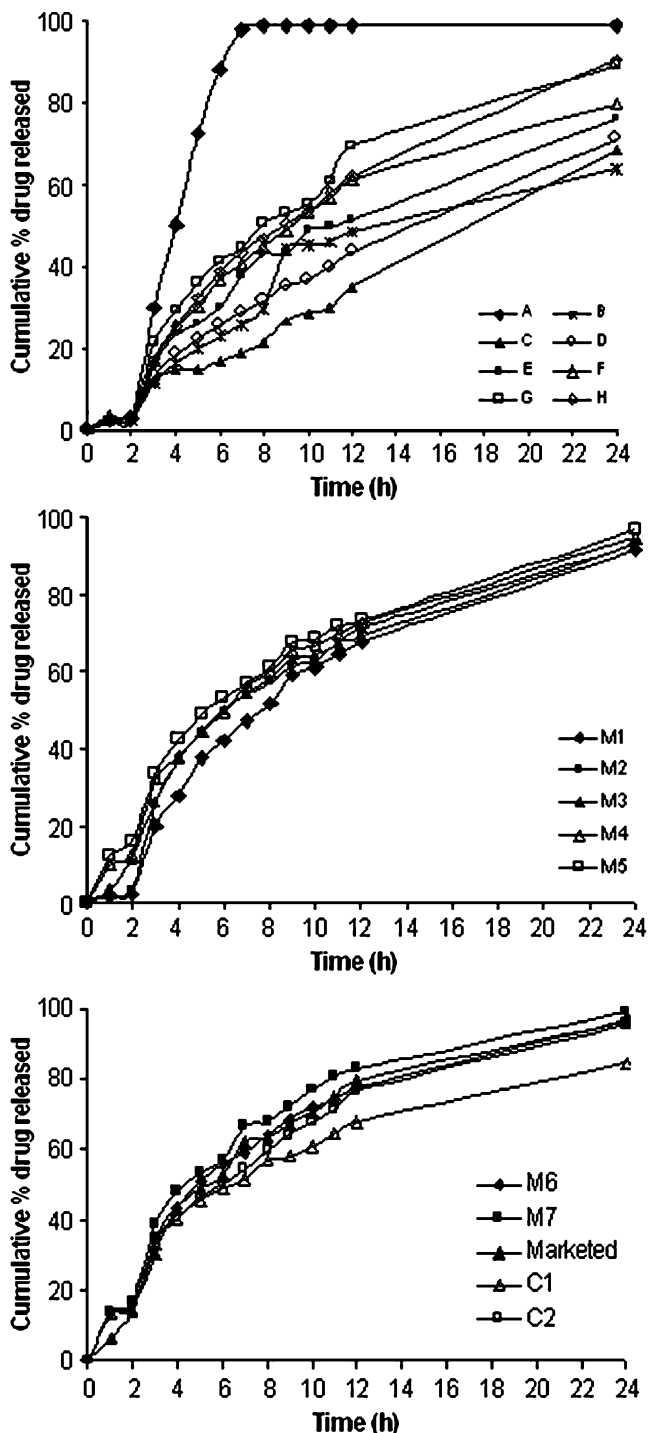 Cumulative % drug released
100
80
60
40
20
0
A B
C D
E F
G H
0 2 4 6 8 10 12 14 16 18 20 22 24
Time (h)
Cumulative % drug released
100
80
60
40
20
0
M1
M2
M3
M4
M5
0 2 4 6 8 10 12 14 16 18 20 22 24
Time (h)
Cumulative % drug released
100
80
60
40
20
0
M6
M7
Marketed
C1
C2
0 2 4 6 8 10 12 14 16 18 20 22 24
Time (h)